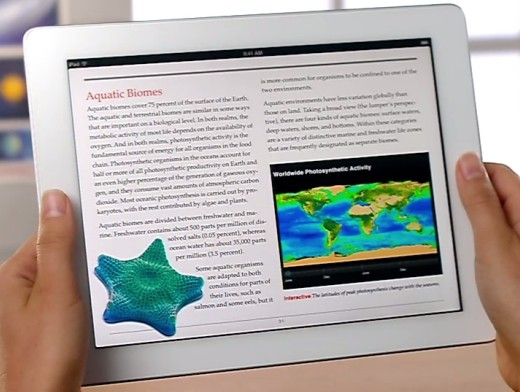 iPad
9:41 AM
Aquatic Biomes
Aquatic biomes cover 75 percent of the surface of the Earth.
The aquatic and terrestrial biomes are similar in some ways
that are important on a biological level. In both realms, the
metabolic activity of most life depends on the availability of
oxygen. And in both realms, photosynthetic activity is the
fundamental source of energy for all organisms in the food
chain. Photosynthetic organisms in the oceans account for
half or more of all photosynthetic productivity on Earth and
an even higher percentage of the generation of gaseous oxy-
gen, and they consume vast amounts of atmospheric carbon
dioxide. Most oceanic photosynthesis is carried out by pro-
karyotes, with the rest contributed by algae and plants.
Aquatic biomes are divided between freshwater and ma-
rine. Freshwater contains about 500 parts per million of dis-
solved salts (0.05 percent), whereas
ocean water has about 35,000 parts
per million (3.5 percent).
Some aquatic organisms
are adapted to both
conditions for parts of
their lives, such as
salmon and some eels, but it
is more common for organisms to be confined to one of the
two environments.
Aquatic environments have less variation globally than
those on land. Taking a broad view (the lumper's perspec-
tive), there are four kinds of aquatic biomes; surface waters,
deep waters, shores, and bottoms. Within these categories
are a variety of distinctive marine and freshwater life zones
that are frequently designated as separate biomes.
Worldwide Photosynthetic Activity
Interactive The latitudes of peak photosynthesis change with the seasons.